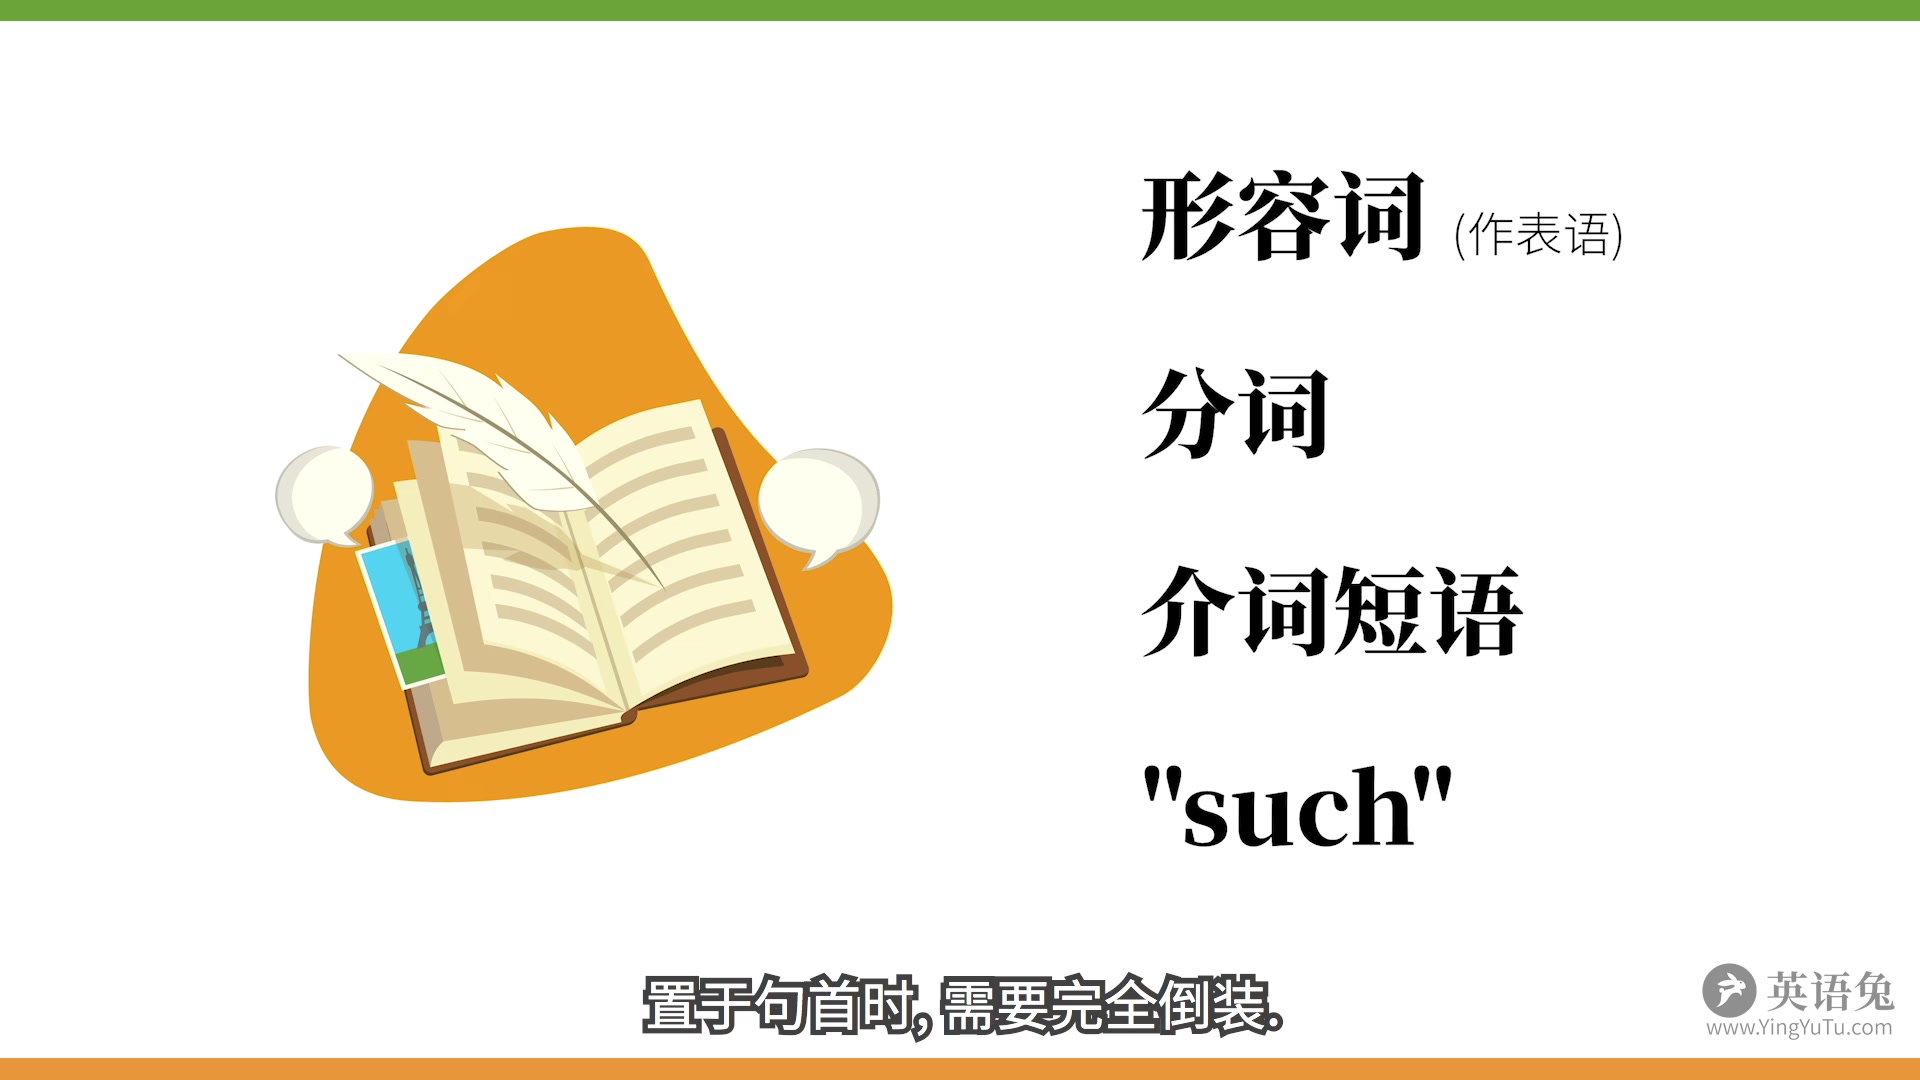 形容词 (作表语)
分词
介词短语
"such"
置于句首时, 需要完全倒装.
英语兔
www.YingYuTu.com